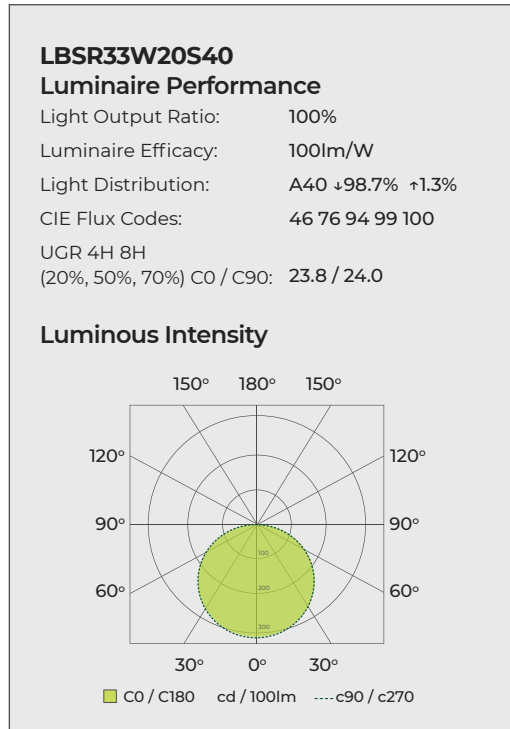 LBSR33W20S40
Luminaire Performance
Light Output Ratio: 100%
Luminaire Efficacy: 100lm/W
Light Distribution: A40 ↓98.7% ↑1.3%
CIE Flux Codes: 46 76 94 99 100
UGR 4H 8H
(20%, 50%, 70%) C0 / C90: 23.8 / 24.0
Luminous Intensity
150° 180° 150°
120° 120°
90° 90°
100
60° 60°
200
300
30° 0° 30°
C0 / C180 cd / 100lm c90 / c270